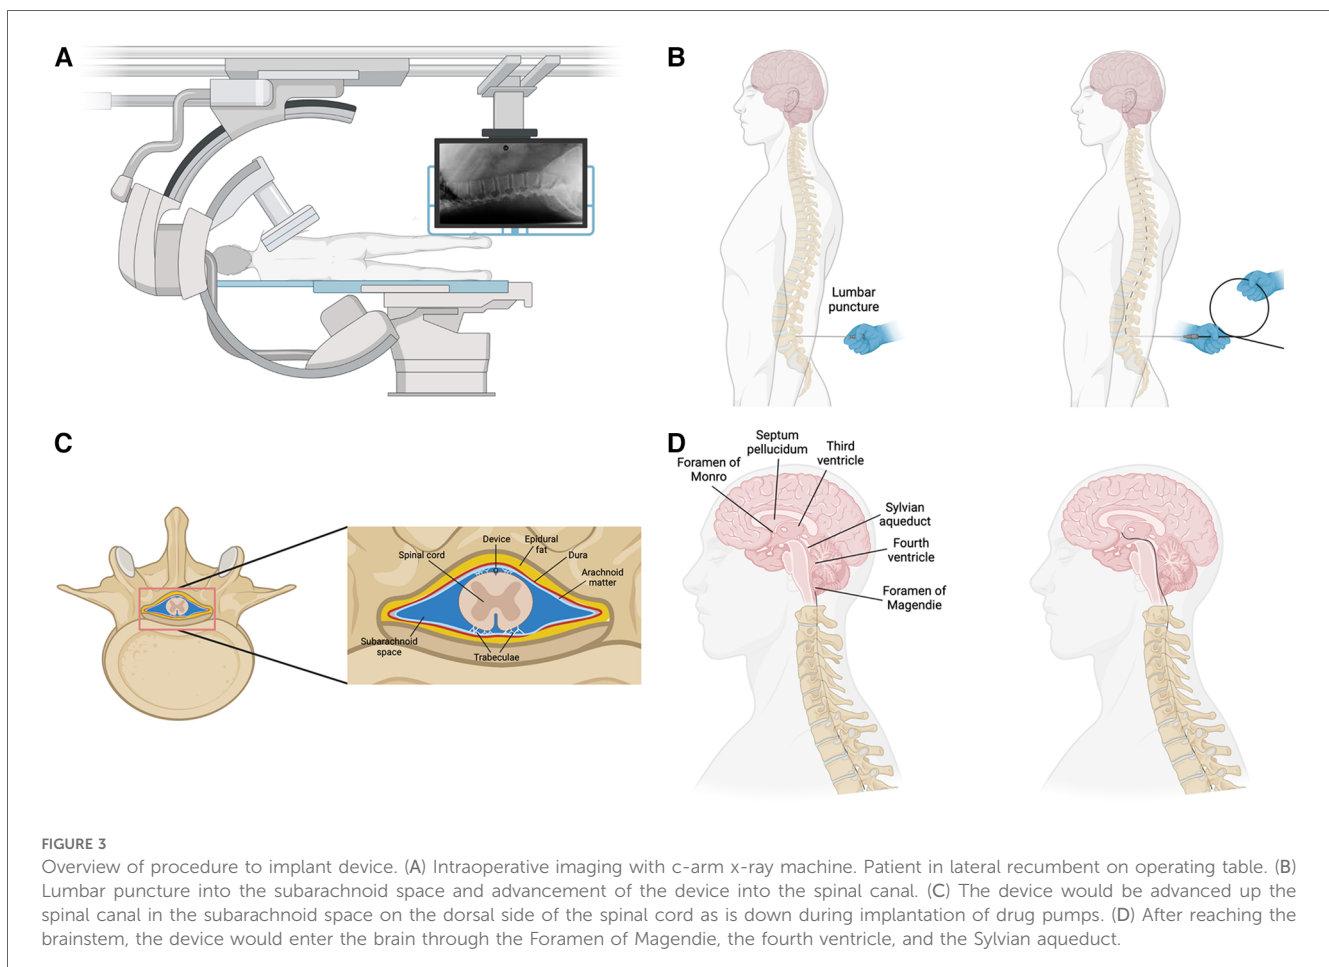 A
B
Lumbar
puncture
C
Device
Epidural
fat
Spinal cord
Dura
Arachnoid
matter
Subarachnoid
space
Trabeculae
D
Septum
pellucidum
Third
ventricle
Foramen of
Monro
Sylvian
aqueduct
Fourth
ventricle
Foramen of
Magendie
FIGURE 3
Overview of procedure to implant device. (A) Intraoperative imaging with c-arm x-ray machine. Patient in lateral recumbent on operating table. (B)
Lumbar puncture into the subarachnoid space and advancement of the device into the spinal canal. (C) The device would be advanced up the
spinal canal in the subarachnoid space on the dorsal side of the spinal cord as is down during implantation of drug pumps. (D) After reaching the
brainstem, the device would enter the brain through the Foramen of Magendie, the fourth ventricle, and the Sylvian aqueduct.